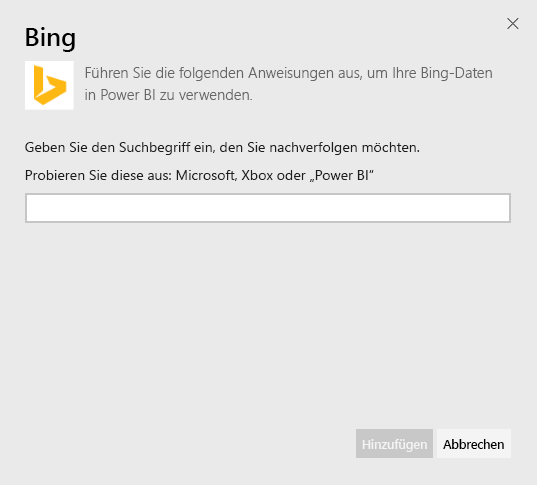 Bing
Führen Sie die folgenden Anweisungen aus, um Ihre Bing-Daten
in Power BI zu verwenden.
Geben Sie den Suchbegriff ein, den Sie nachverfolgen möchten.
Probieren Sie diese aus: Microsoft, Xbox oder „Power BI“
Hinzufügen Abbrechen